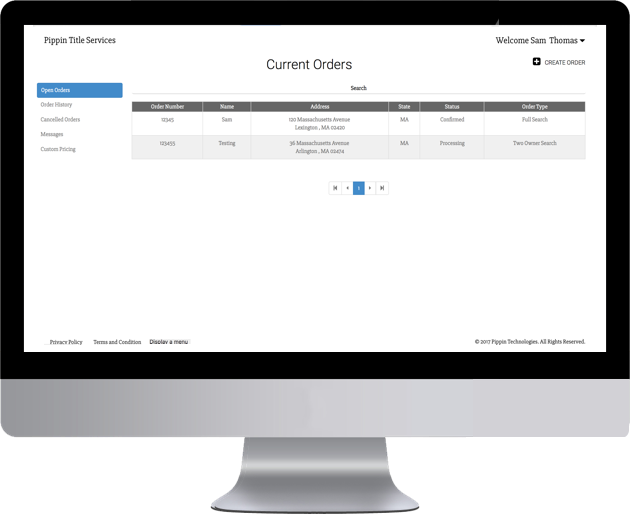 Pippin Title Services
Welcome Sam Thomas
Current Orders
CREATE ORDER
Open Orders
Order History
Cancelled Orders
Messages
Custom Pricing
Search
Order Number Name Address State Status Order Type
12345 Sam 120 Massachusetts Avenue MA Confirmed Full Search
Lexington , MA 02420
123455 Testing 36 Massachusetts Avenue MA Processing Two Owner Search
Arlington , MA 02474
1
Privacy Policy Terms and Condition Display a menu © 2017 Pippin Technologies. All Rights Reserved.